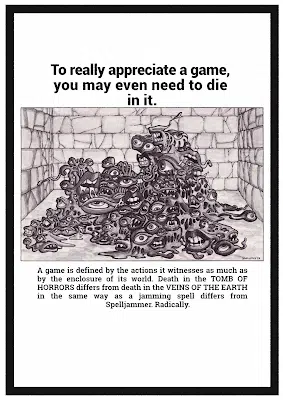 To really appreciate a game,
you may even need to die
in it.
A game is defined by the actions it witnesses as much as
by the enclosure of its world. Death in the TOMB OF
HORRORS differs from death in the VEINS OF THE EARTH
in the same way as a jamming spell differs from
Spelljammer. Radically.